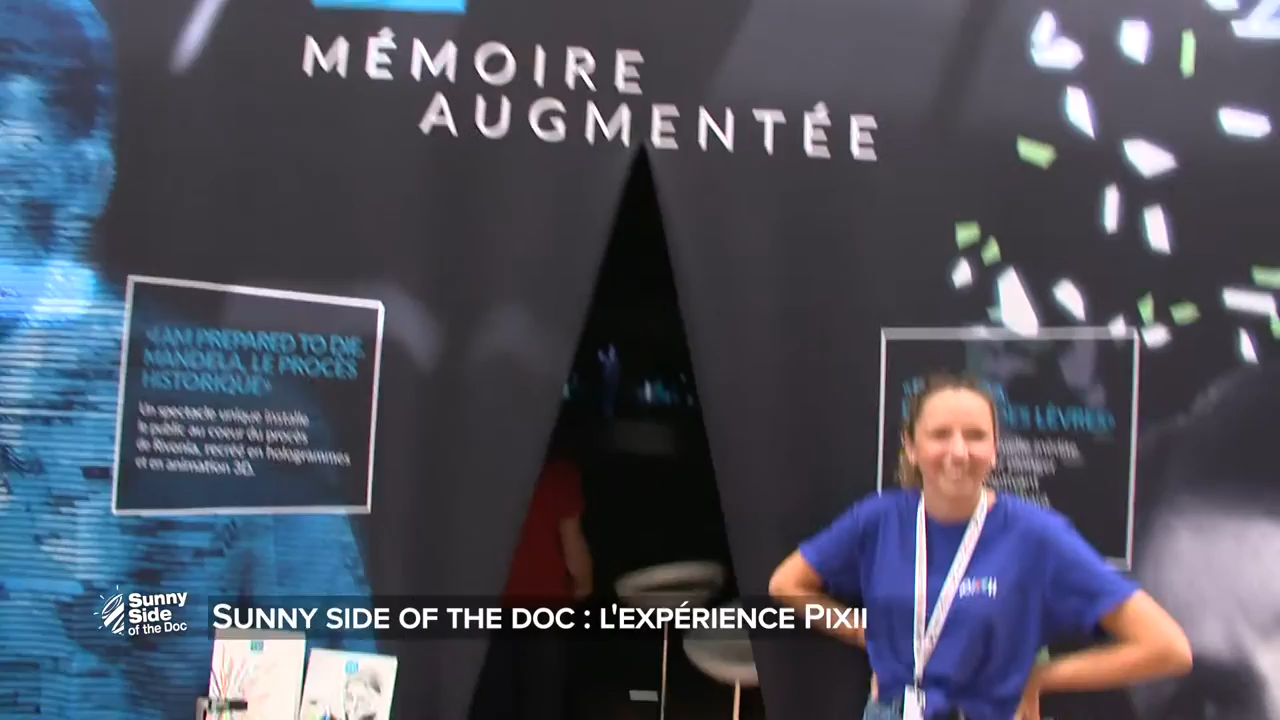 MÉMOIRE
AUGMENTÉE
«I AM PREPARED TO DIE,
MANDELA, LE PROCÈS
HISTORIQUE»
Un spectacle unique installe
le public au coeur du procès
de Rivonia, recréé en hologrammes
et en animation 3D.
LÈVRES»
Sunny
Side
of the Doc
SUNNY SIDE OF THE DOC : L'EXPÉRIENCE PIXII